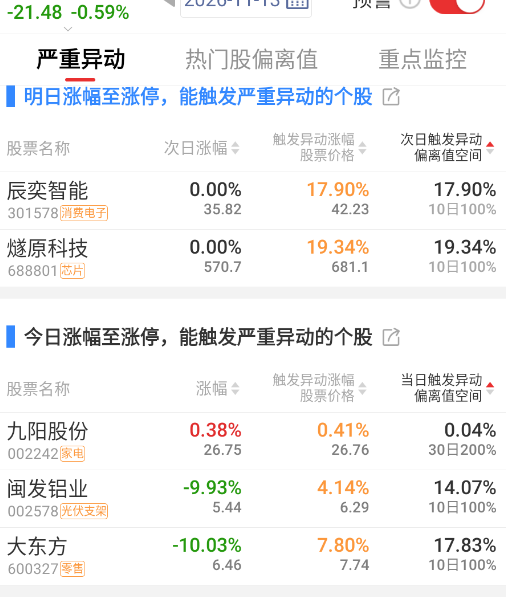 -21.48 -0.59% 2026-11-13 预警
严重异动 热门股偏离值 重点监控
明日涨幅至涨停，能触发严重异动的个股
股票名称 次日涨幅 触发异动涨幅 次日触发异动
股票价格 偏离值空间
辰奕智能 0.00% 17.90% 17.90%
301578 消费电子 35.82 42.23 10日100%
燧原科技 0.00% 19.34% 19.34%
688801 芯片 570.7 681.1 10日100%
今日涨幅至涨停，能触发严重异动的个股
股票名称 涨幅 触发异动涨幅 当日触发异动
股票价格 偏离值空间
九阳股份 0.38% 0.41% 0.04%
002242 家电 26.75 26.76 30日200%
闽发铝业 -9.93% 4.14% 14.07%
002578 光伏支架 5.44 6.29 10日100%
大东方 -10.03% 7.80% 17.83%
600327 零售 6.46 7.74 10日100%